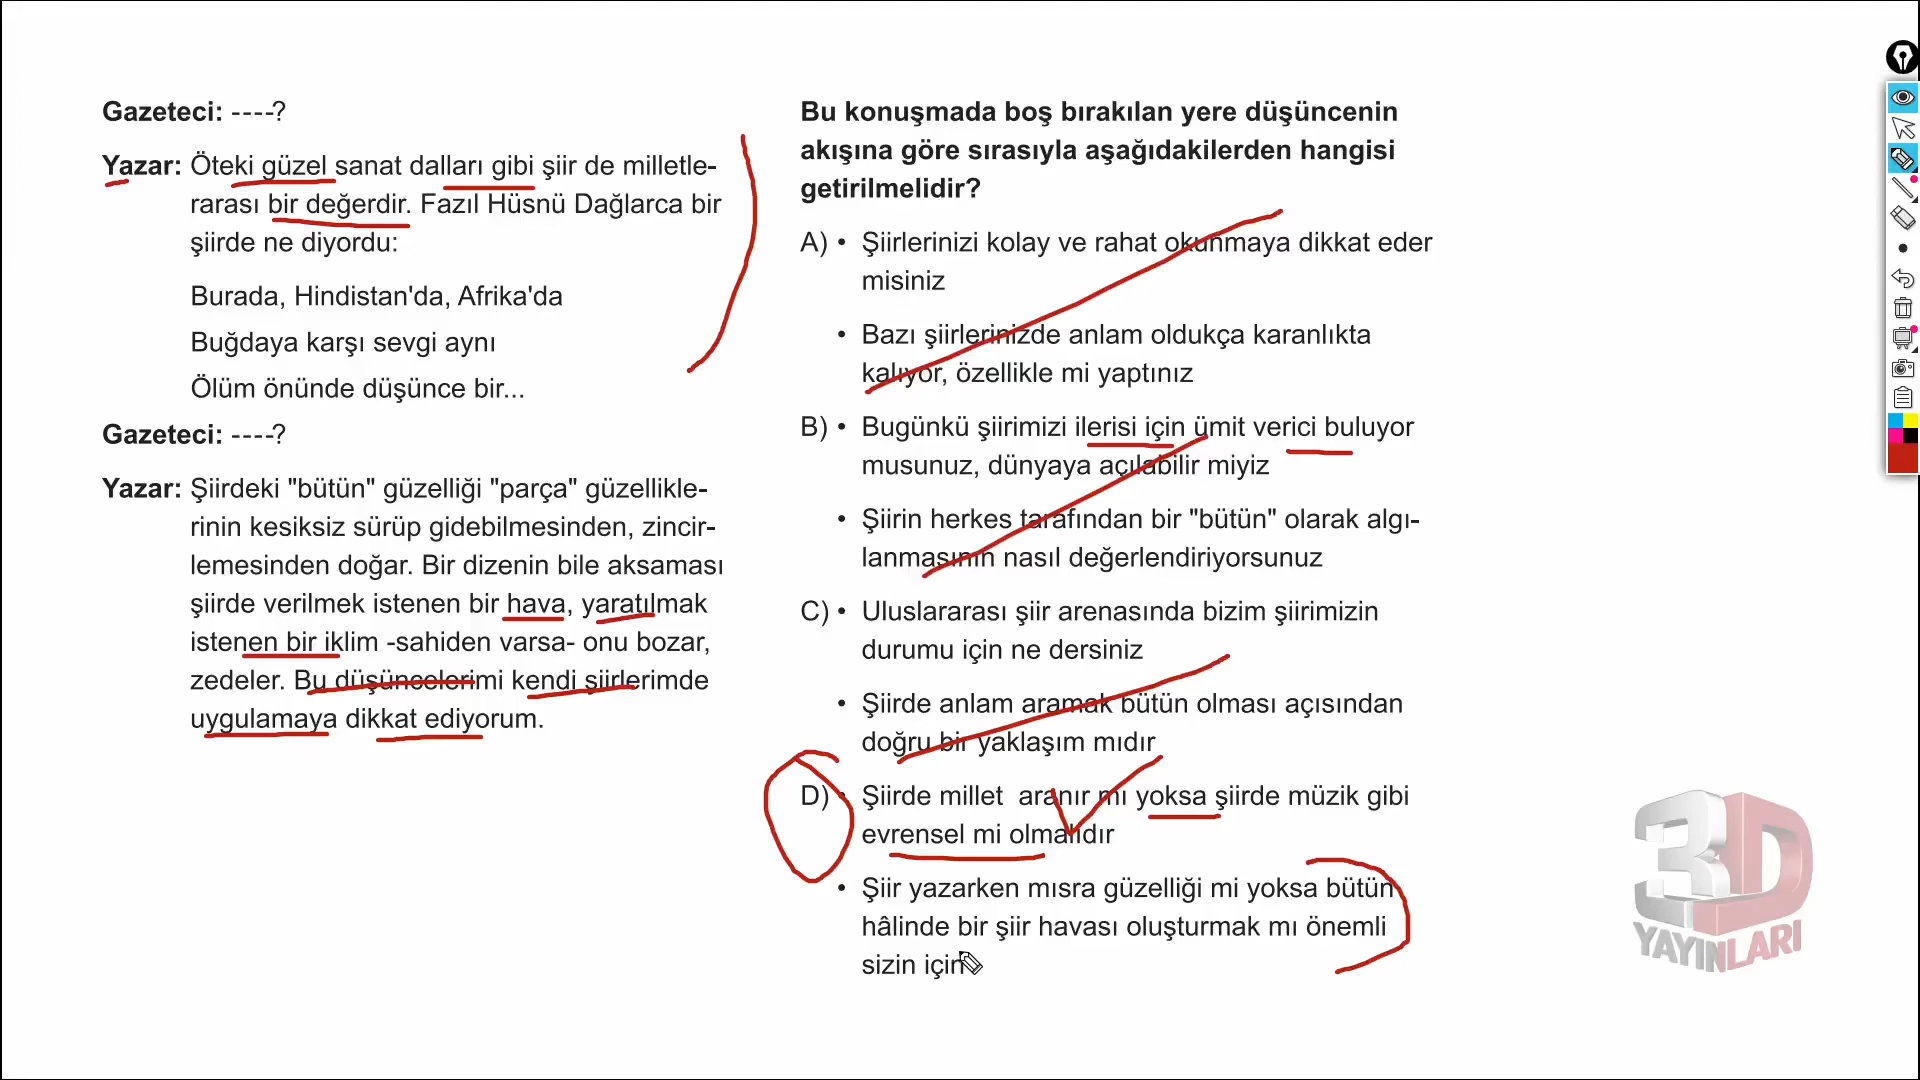 Gazeteci: ----?
Yazar: Öteki güzel sanat dalları gibi şiir de milletle-
rarası bir değerdir. Fazıl Hüsnü Dağlarca bir
şiirde ne diyordu:
Burada, Hindistan'da, Afrika'da
Buğdaya karşı sevgi aynı
Ölüm önünde düşünce bir...
Gazeteci: ----?
Yazar: Şiirdeki "bütün" güzelliği "parça" güzellikle-
rinin kesiksiz sürüp gidebilmesinden, zincir-
lemesinden doğar. Bir dizenin bile aksaması
şiirde verilmek istenen bir hava, yaratılmak
istenen bir iklim -sahiden varsa- onu bozar,
zedeler. Bu düşüncelerimi kendi şiirlerimde
uygulamaya dikkat ediyorum.
Bu konuşmada boş bırakılan yere düşüncenin
akışına göre sırasıyla aşağıdakilerden hangisi
getirilmelidir?
A) • Şiirlerinizi kolay ve rahat okunmaya dikkat eder
misiniz
• Bazı şiirlerinizde anlam oldukça karanlıkta
kalıyor, özellikle mi yaptınız
B) • Bugünkü şiirimizi ilerisi için ümit verici buluyor
musunuz, dünyaya açılabilir miyiz
• Şiirin herkes tarafından bir "bütün" olarak algı-
lanmasının nasıl değerlendiriyorsunuz
C) • Uluslararası şiir arenasında bizim şiirimizin
durumu için ne dersiniz
• Şiirde anlam aramak bütün olması açısından
doğru bir yaklaşım mıdır
D) • Şiirde millet aranır mı yoksa şiirde müzik gibi
evrensel mi olmalıdır
• Şiir yazarken mısra güzelliği mi yoksa bütün
hâlinde bir şiir havası oluşturmak mı önemli
sizin için
3D
YAYINLARI